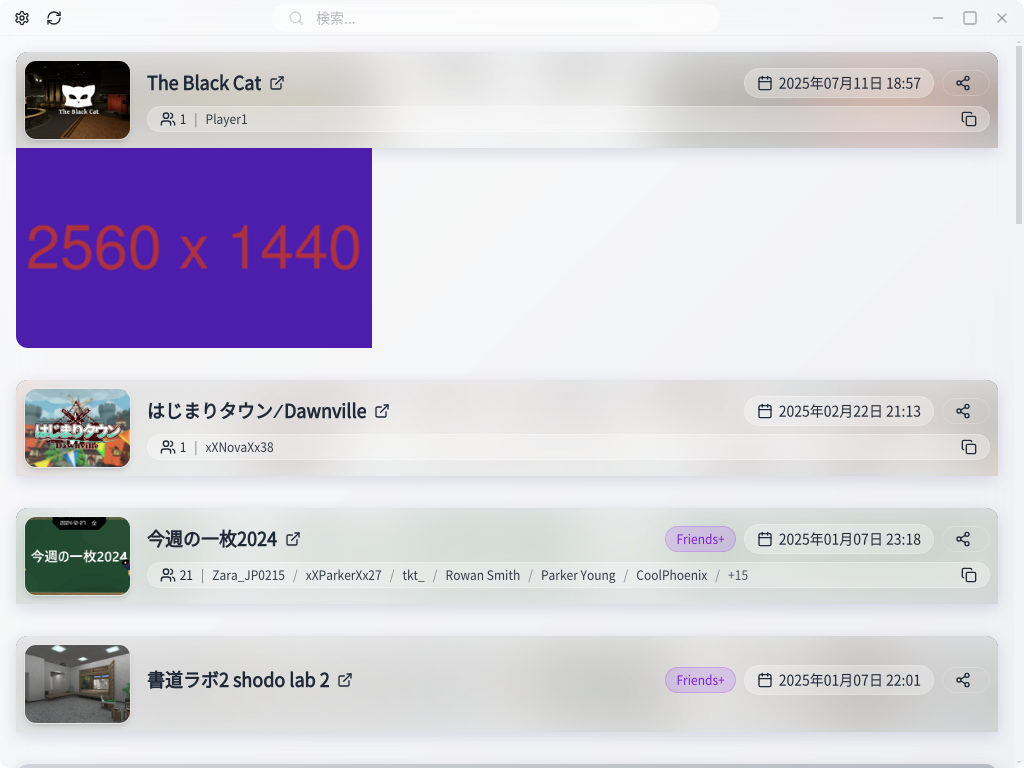 検索...
The Black Cat
The Black Cat
2025年07月11日 18:57
1 | Player1
2560 x 1440
はじまりタウン
Dawnville
はじまりタウン⁄Dawnville
2025年02月22日 21:13
1 | xXNovaXx38
今週の一枚2024
今週の一枚2024
Friends+
2025年01月07日 23:18
21 | Zara_JP0215 / xXParkerXx27 / tkt_ / Rowan Smith / Parker Young / CoolPhoenix / +15
書道ラボ2 shodo lab 2
Friends+
2025年01月07日 22:01